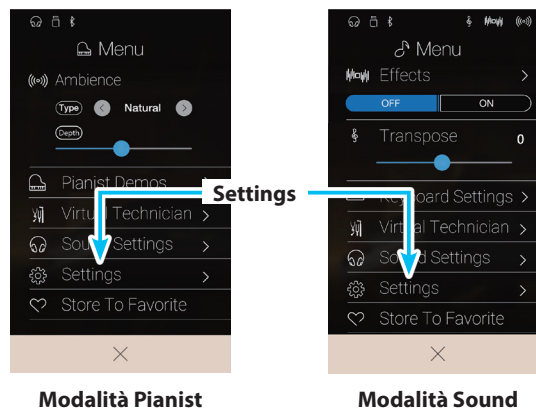 Menu
Ambience
Type Natural
Depth
Pianist Demos
Virtual Technician
Sound Settings
Settings
Store To Favorite
Modalità Pianist
Settings
Menu
Effects
OFF ON
Transpose 0
Keyboard Settings
Virtual Technician
Sound Settings
Settings
Store To Favorite
Modalità Sound